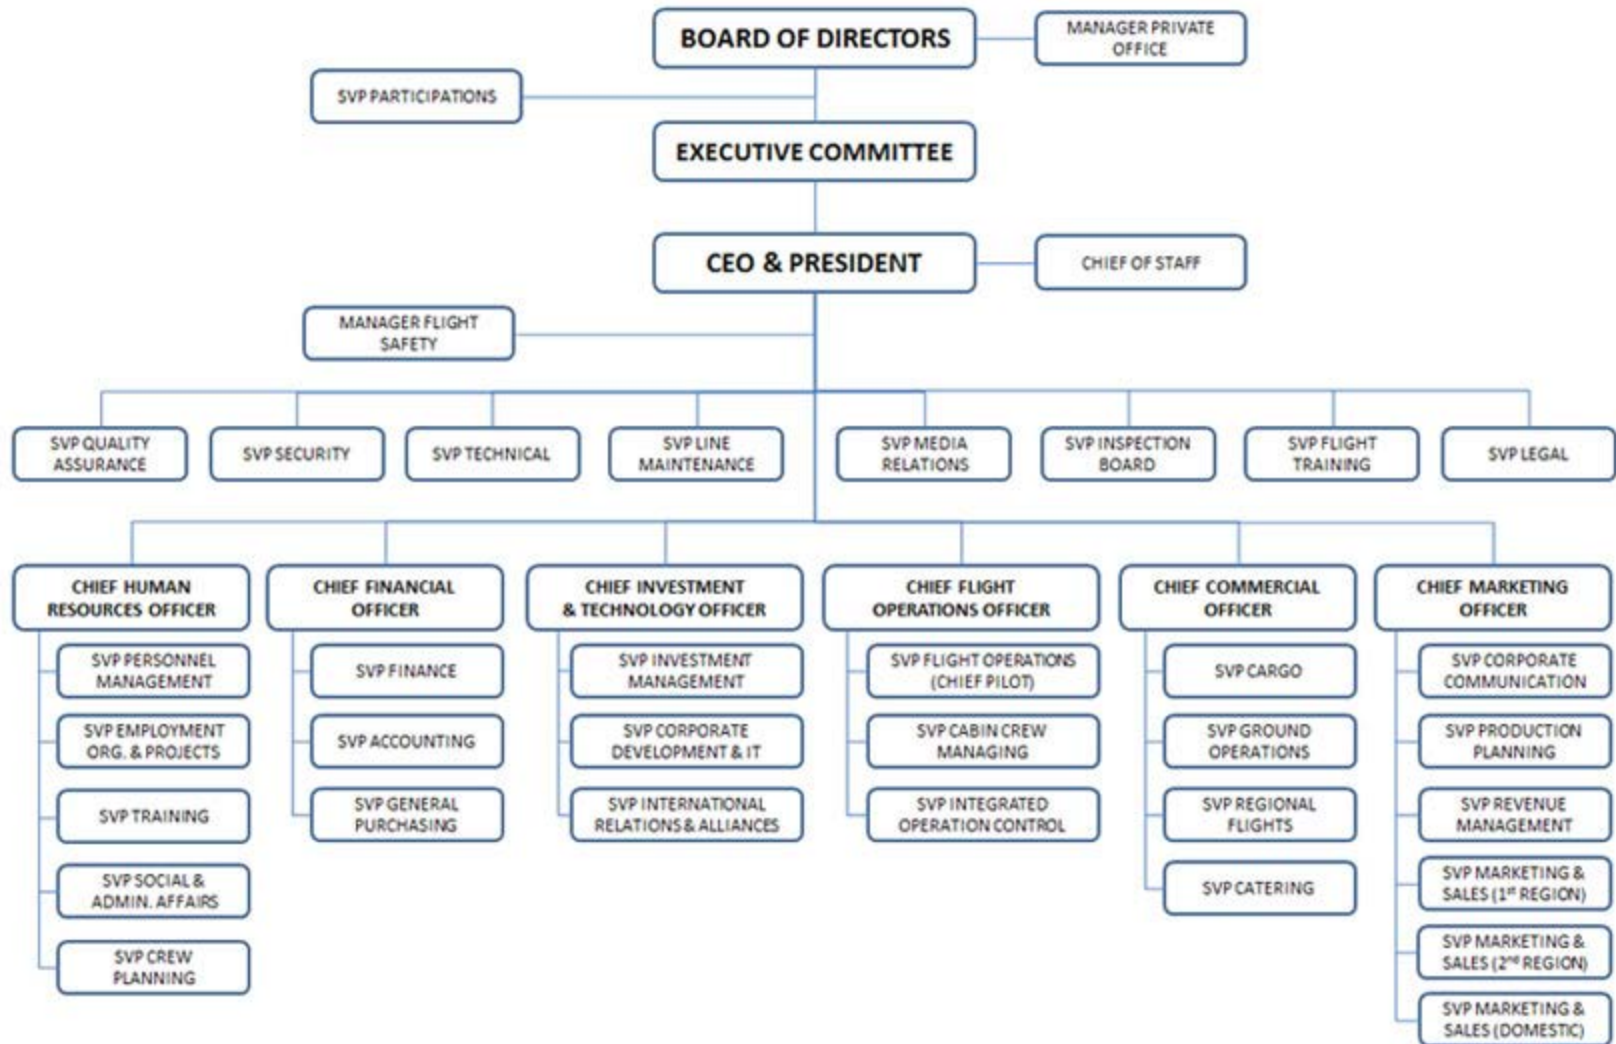 BOARD OF DIRECTORS
MANAGER PRIVATE
OFFICE
SVP PARTICIPATIONS
EXECUTIVE COMMITTEE
CEO & PRESIDENT
CHIEF OF STAFF
MANAGER FLIGHT
SAFETY
SVP QUALITY
ASSURANCE
SVP SECURITY
SVP TECHNICAL
SVP LINE
MAINTENANCE
SVP MEDIA
RELATIONS
SVP INSPECTION
BOARD
SVP FLIGHT
TRAINING
SVP LEGAL
CHIEF HUMAN
RESOURCES OFFICER
SVP PERSONNEL
MANAGEMENT
SVP EMPLOYMENT
ORG. & PROJECTS
SVP TRAINING
SVP SOCIAL &
ADMIN. AFFAIRS
SVP CREW
PLANNING
CHIEF FINANCIAL
OFFICER
SVP FINANCE
SVP ACCOUNTING
SVP GENERAL
PURCHASING
CHIEF INVESTMENT
& TECHNOLOGY OFFICER
SVP INVESTMENT
MANAGEMENT
SVP CORPORATE
DEVELOPMENT & IT
SVP INTERNATIONAL
RELATIONS & ALLIANCES
CHIEF FLIGHT
OPERATIONS OFFICER
SVP FLIGHT OPERATIONS
(CHIEF PILOT)
SVP CABIN CREW
MANAGING
SVP INTEGRATED
OPERATION CONTROL
CHIEF COMMERCIAL
OFFICER
SVP CARGO
SVP GROUND
OPERATIONS
SVP REGIONAL
FLIGHTS
SVP CATERING
CHIEF MARKETING
OFFICER
SVP CORPORATE
COMMUNICATION
SVP PRODUCTION
PLANNING
SVP REVENUE
MANAGEMENT
SVP MARKETING &
SALES (1st REGION)
SVP MARKETING &
SALES (2nd REGION)
SVP MARKETING &
SALES (DOMESTIC)